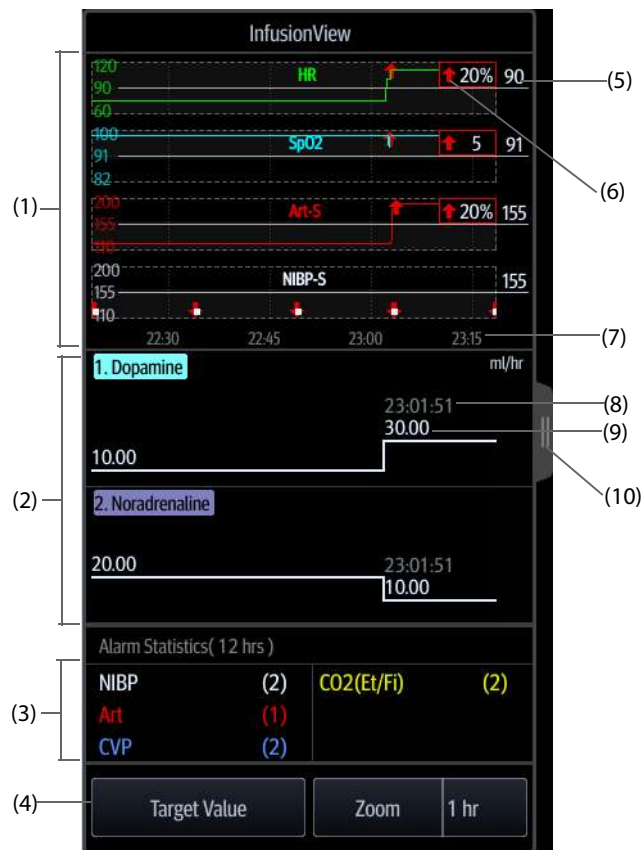 InfusionView
120
HR
20%
90
(5)
90
60
100
SpO2
5
91
91
82
(6)
(1)
200
Art-S
20%
155
155
110
200
NIBP-S
155
155
110
22:30
22:45
23:00
23:15
(7)
1. Dopamine
ml/hr
23:01:51
(8)
30.00
(9)
10.00
(2)
(10)
2. Noradrenaline
20.00
23:01:51
10.00
Alarm Statistics( 12 hrs )
NIBP (2) CO2(Et/Fi) (2)
(3)
Art (1)
CVP (2)
(4)
Target Value
Zoom
1 hr